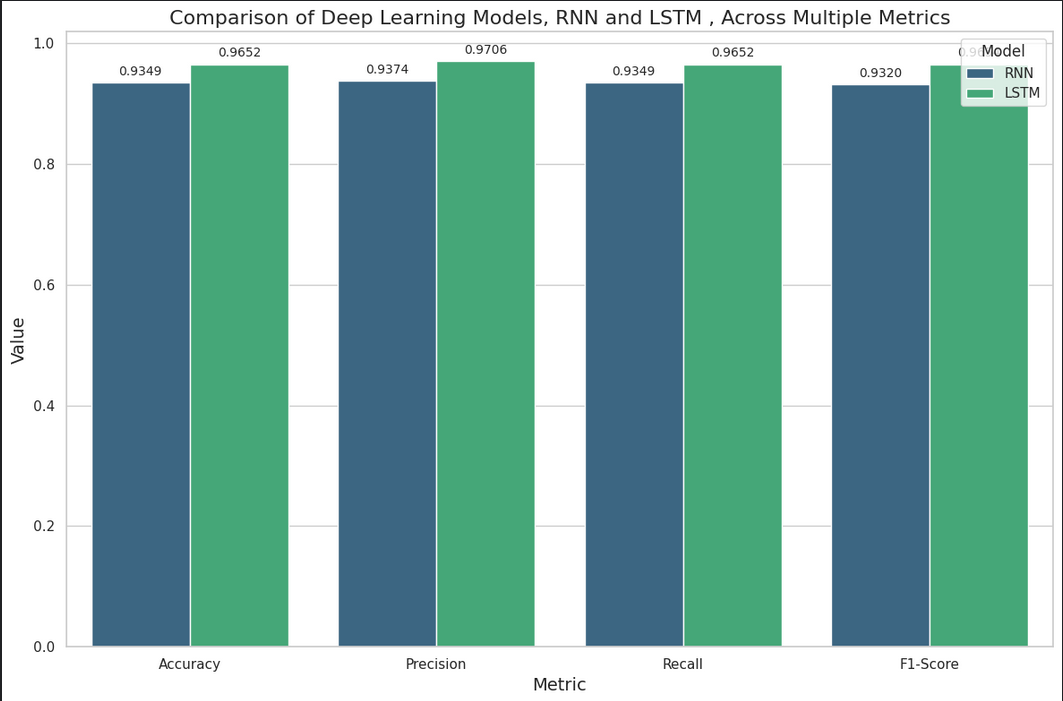 Comparison of Deep Learning Models, RNN and LSTM , Across Multiple Metrics
1.0
0.8
0.6
0.4
0.2
0.0
Value
0.9349
0.9652
0.9374
0.9706
0.9349
0.9652
0.9320
Model
RNN
LSTM
Accuracy
Precision
Recall
F1-Score
Metric